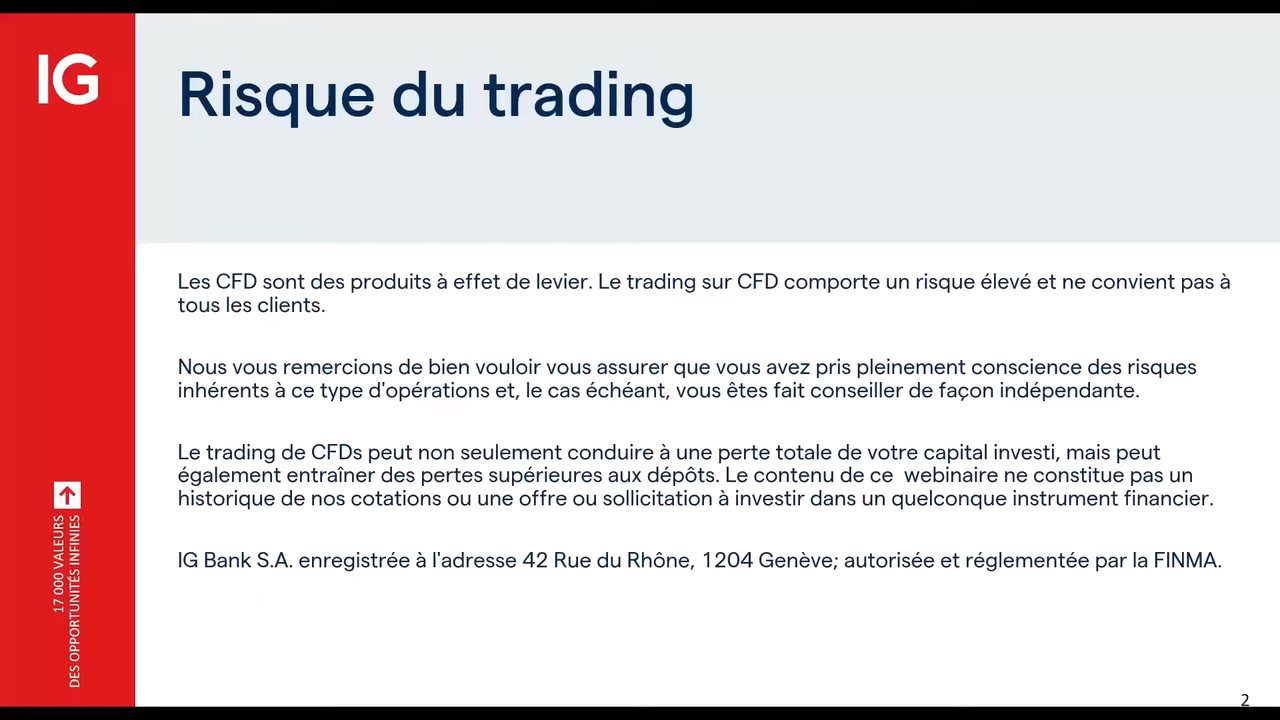 IG
Risque du trading
Les CFD sont des produits à effet de levier. Le trading sur CFD comporte un risque élevé et ne convient pas à
tous les clients.
Nous vous remercions de bien vouloir vous assurer que vous avez pris pleinement conscience des risques
inhérents à ce type d'opérations et, le cas échéant, vous êtes fait conseiller de façon indépendante.
Le trading de CFDs peut non seulement conduire à une perte totale de votre capital investi, mais peut
également entraîner des pertes supérieures aux dépôts. Le contenu de ce  webinaire ne constitue pas un
historique de nos cotations ou une offre ou sollicitation à investir dans un quelconque instrument financier.
IG Bank S.A. enregistrée à l'adresse 42 Rue du Rhône, 1204 Genève; autorisée et réglementée par la FINMA.
17 000 VALEURS
DES OPPORTUNITÉS INFINIES
2